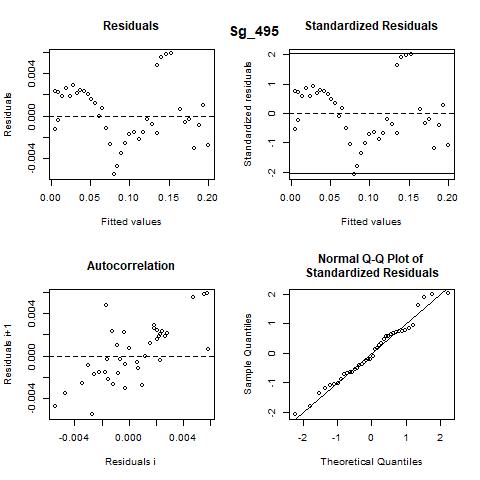 Sg_495
Residuals
Residuals
0.004
0.000
-0.004
0.00 0.05 0.10 0.15 0.20
Fitted values
Standardized Residuals
Standardized residuals
2
1
0
-1
-2
0.00 0.05 0.10 0.15 0.20
Fitted values
Autocorrelation
Residuals i+1
0.004
0.000
-0.004
-0.004 0.000 0.004
Residuals i
Normal Q-Q Plot of
Standardized Residuals
Sample Quantiles
2
1
0
-1
-2
-2 -1 0 1 2
Theoretical Quantiles